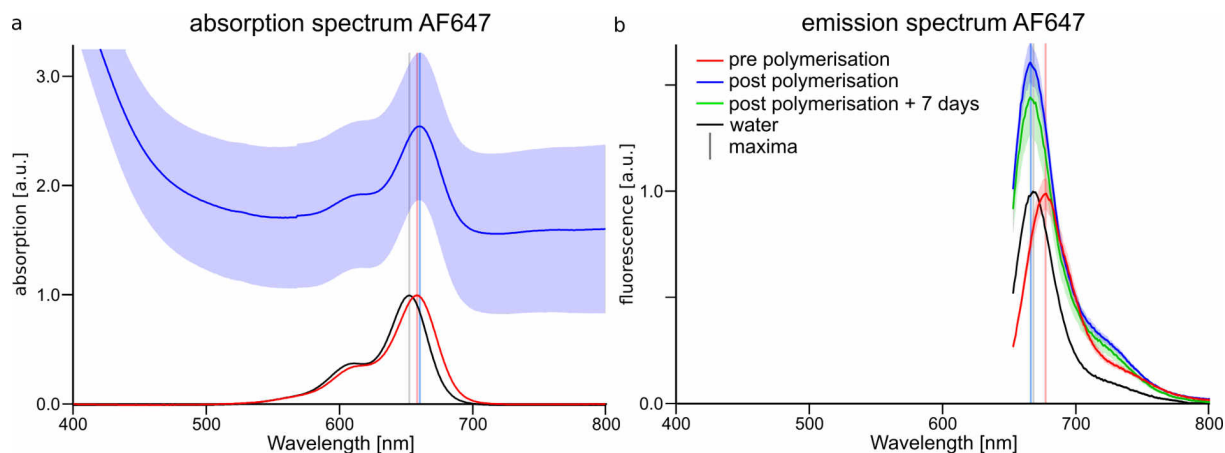 a
absorption spectrum AF647
absorption [a.u.]
3.0
2.0
1.0
0.0
400
500
600
700
800
Wavelength [nm]
b
emission spectrum AF647
pre polymerisation
post polymerisation
post polymerisation + 7 days
water
maxima
fluorescence [a.u.]
1.0
0.0
400
500
600
700
800
Wavelength [nm]